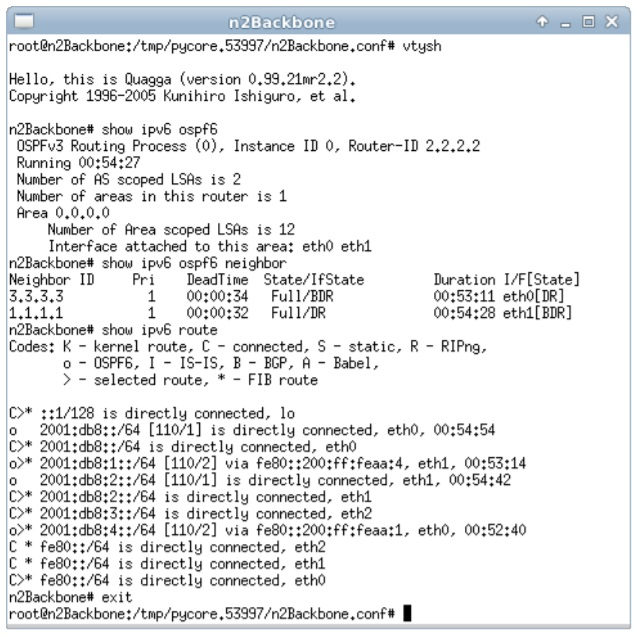 n2Backbone
root@n2Backbone:/tmp/pycore.53997/n2Backbone.conf# vtysh
Hello, this is Quagga (version 0.99.21mr2.2).
Copyright 1996-2005 Kunihiro Ishiguro, et al.
n2Backbone# show ipv6 ospf6
OSPFv3 Routing Process (0), Instance ID 0, Router-ID 2.2.2.2
Running 00:54:27
Number of AS scoped LSAs is 2
Number of areas in this router is 1
Area 0.0.0.0
Number of Area scoped LSAs is 12
Interface attached to this area: eth0 eth1
n2Backbone# show ipv6 ospf6 neighbor
Neighbor ID Pri DeadTime State/IfState Duration I/F[State]
3.3.3.3 1 00:00:34 Full/BDR 00:53:11 eth0[DR]
1.1.1.1 1 00:00:32 Full/DR 00:54:28 eth1[BDR]
n2Backbone# show ipv6 route
Codes: K - kernel route, C - connected, S - static, R - RIPng,
o - OSPF6, I - IS-IS, B - BGP, A - Babel,
> - selected route, * - FIB route
C>* ::1/128 is directly connected, lo
o 2001:db8::/64 [110/1] is directly connected, eth0, 00:54:54
C>* 2001:db8::/64 is directly connected, eth0
o>* 2001:db8:1::/64 [110/2] via fe80::200:ff:feaa:4, eth1, 00:53:14
o 2001:db8:2::/64 [110/1] is directly connected, eth1, 00:54:42
C>* 2001:db8:2::/64 is directly connected, eth1
C>* 2001:db8:3::/64 is directly connected, eth2
o>* 2001:db8:4::/64 [110/2] via fe80::200:ff:feaa:1, eth0, 00:52:40
C * fe80::/64 is directly connected, eth2
C * fe80::/64 is directly connected, eth1
C>* fe80::/64 is directly connected, eth0
n2Backbone# exit
root@n2Backbone:/tmp/pycore.53997/n2Backbone.conf#